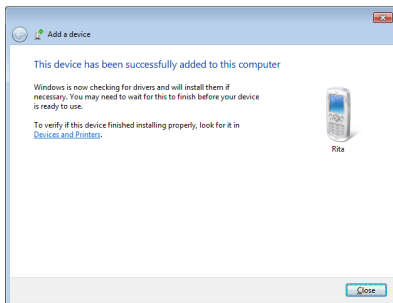 Add a device
This device has been successfully added to this computer
Windows is now checking for drivers and will install them if
necessary. You may need to wait for this to finish before your device
is ready to use.
To verify if this device finished installing properly, look for it in
Devices and Printers.
Rita
Close